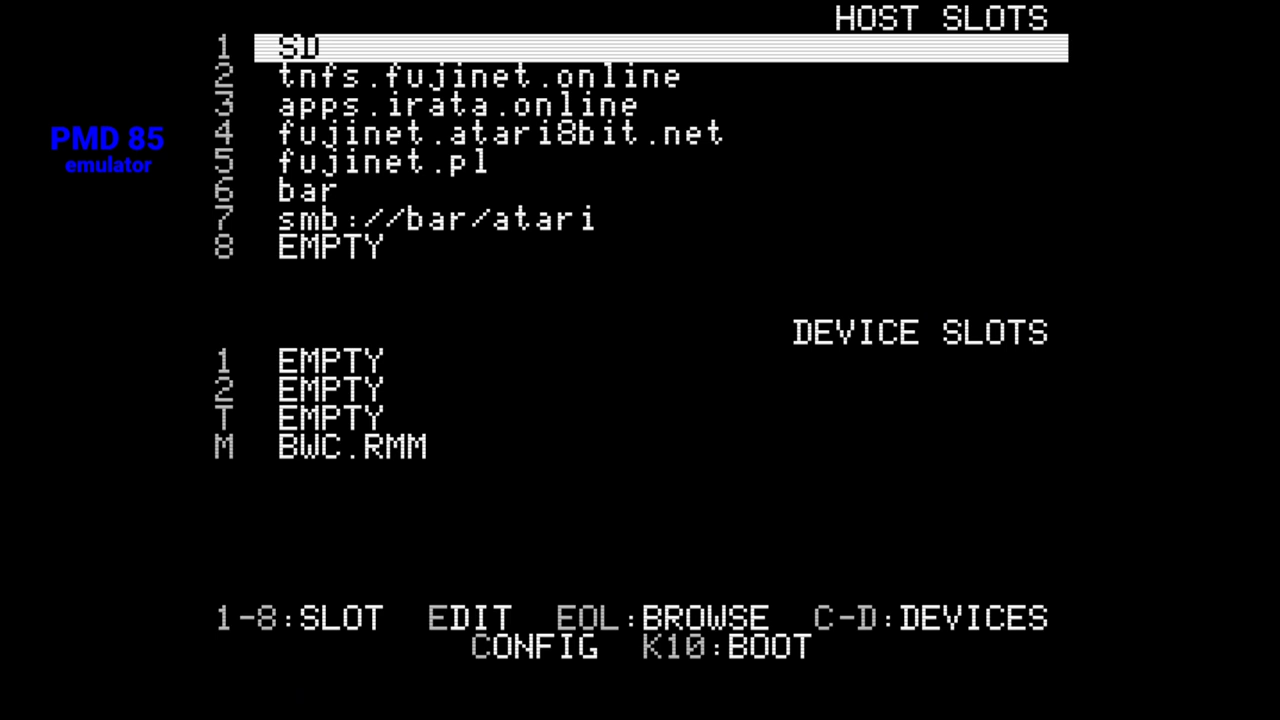 HOST SLOTS
1 SD
2 tnfs.fujinet.online
3 apps.irata.online
4 fujinet.atari8bit.net
5 fujinet.pl
6 bar
7 smb://bar/atari
8 EMPTY
PMD 85
emulator
DEVICE SLOTS
1 EMPTY
2 EMPTY
T EMPTY
M BWC.RMM
1-8:SLOT EDIT EOL:BROWSE C-D:DEVICES
CONFIG K10:BOOT